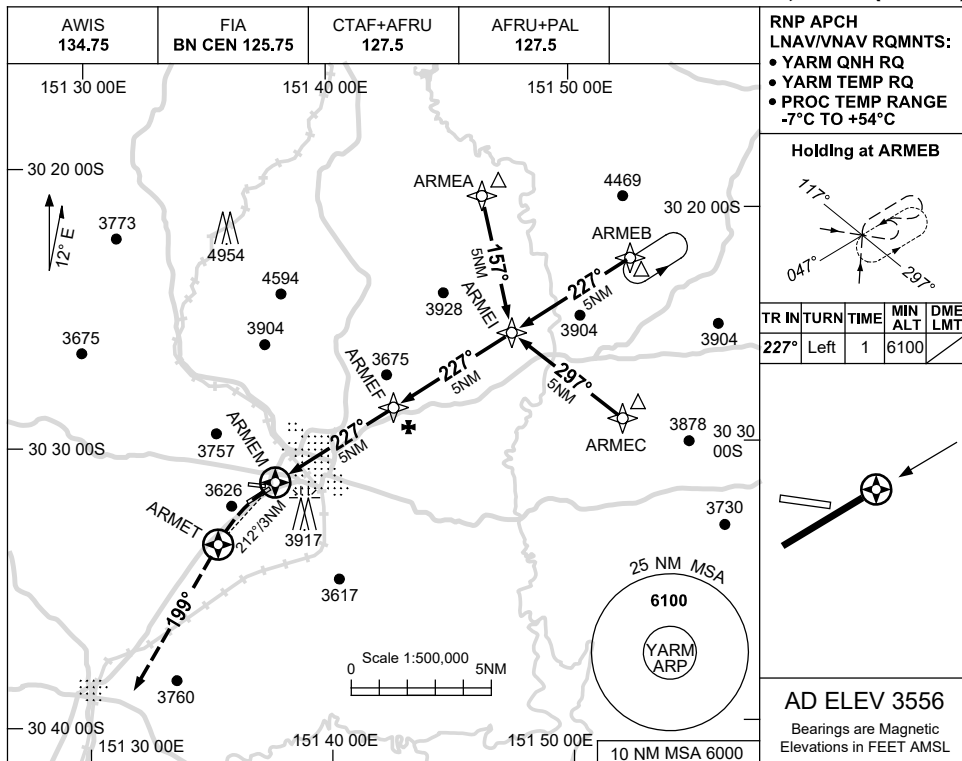 AWIS
134.75
FIA
BN CEN 125.75
CTAF+AFRU
127.5
AFRU+PAL
127.5
RNP APCH
LNAV/VNAV RQMNTS:
• YARM QNH RQ
• YARM TEMP RQ
• PROC TEMP RANGE
-7°C TO +54°C
151 30 00E
151 40 00E
151 50 00E
30 20 00S
30 20 00S
12° E
3773
4954
4594
3904
3675
3928
ARMEA
157°
5NM
4469
ARMEB
227°
5NM
3904
3904
ARMEI
227°
5NM
297°
5NM
ARMEC
3675
ARMEF
227°
5NM
3878
30 30
00S
30 30 00S
3757
ARMEM
3626
ARMET
212°/3NM
3917
3730
3617
199°
3760
Scale 1:500,000
0
5NM
25 NM MSA
6100
YARM
ARP
30 40 00S
151 30 00E
151 40 00E
151 50 00E
10 NM MSA 6000
Holding at ARMEB
117°
047°
297°
TR IN
TURN
TIME
MIN
ALT
DME
LMT
227°
Left
1
6100
AD ELEV 3556
Bearings are Magnetic
Elevations in FEET AMSL